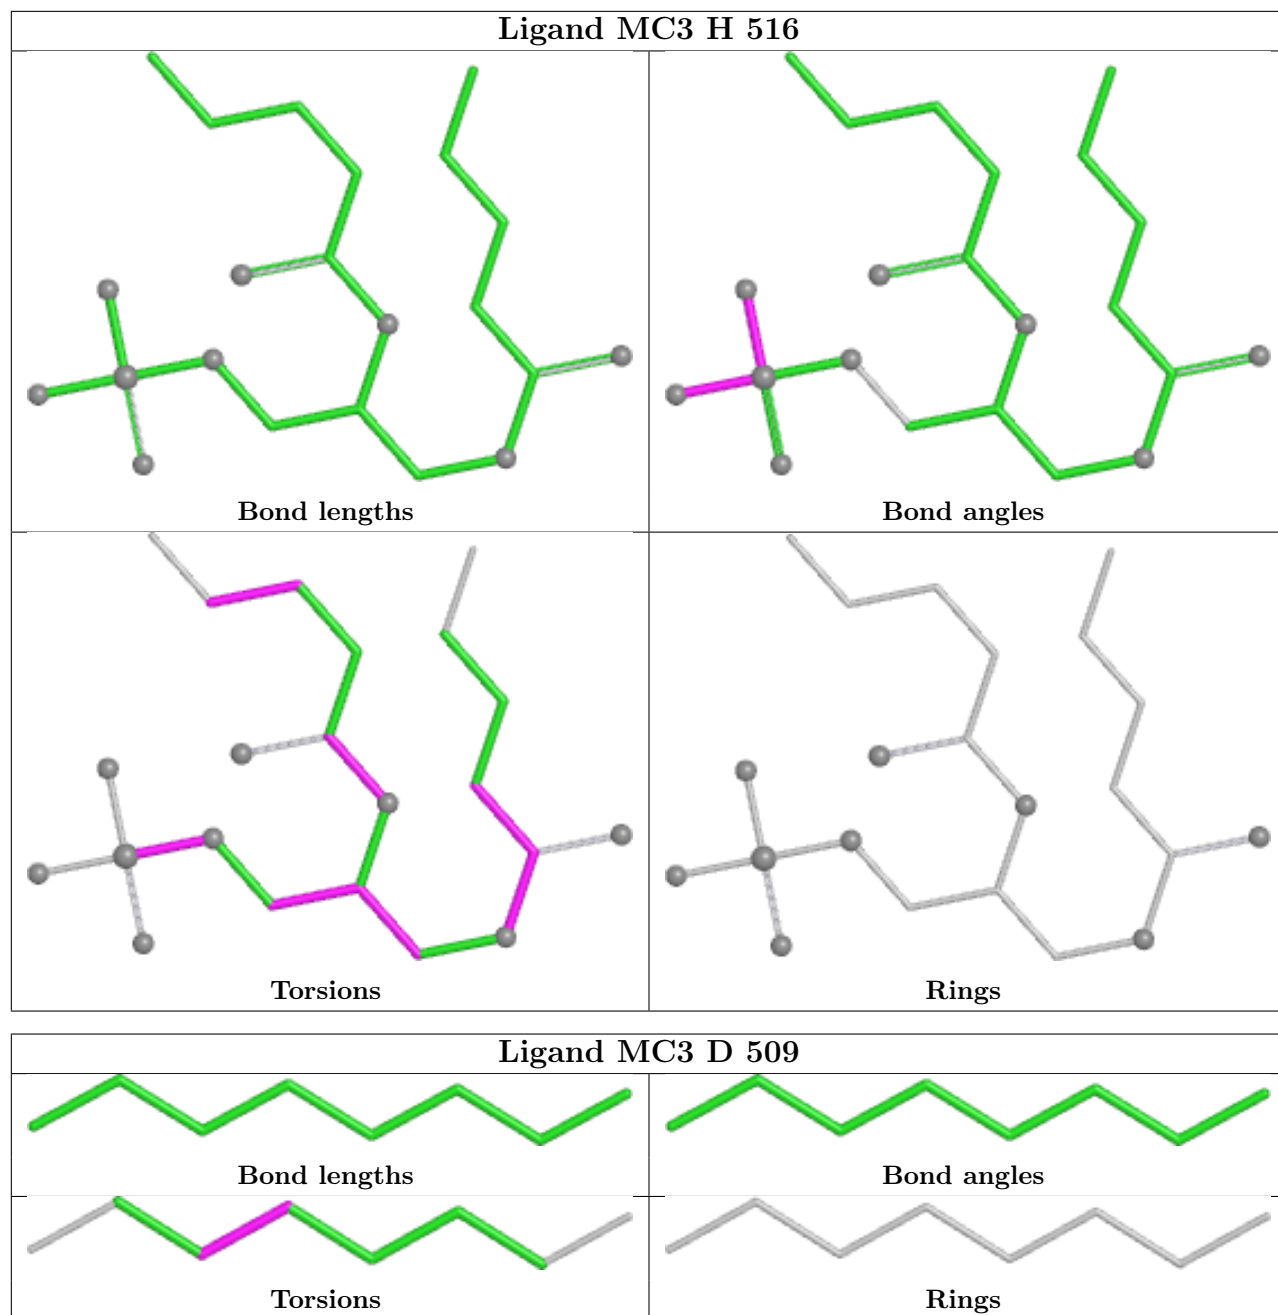 Ligand MC3 H 516
Bond lengths
Bond angles
Torsions
Rings
Ligand MC3 D 509
Bond lengths
Bond angles
Torsions
Rings